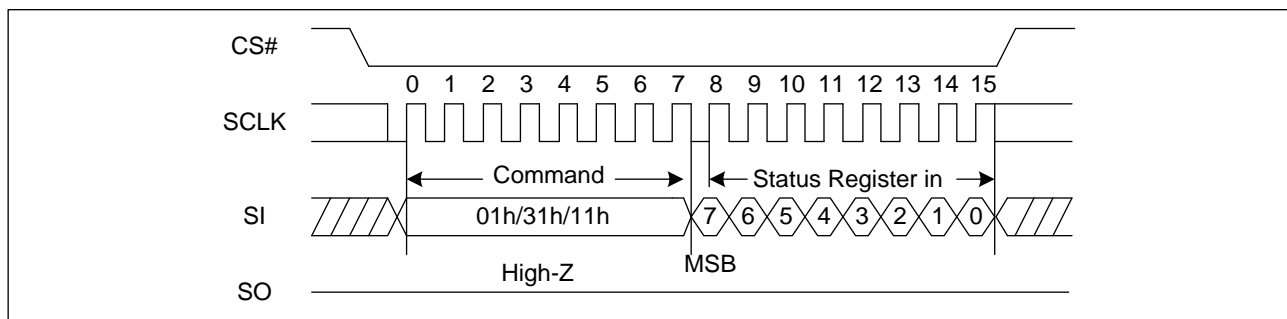 CS#
0 1 2 3 4 5 6 7 8 9 10 11 12 13 14 15
SCLK
Command Status Register in
SI 01h/31h/11h 7 6 5 4 3 2 1 0
High-Z MSB
SO